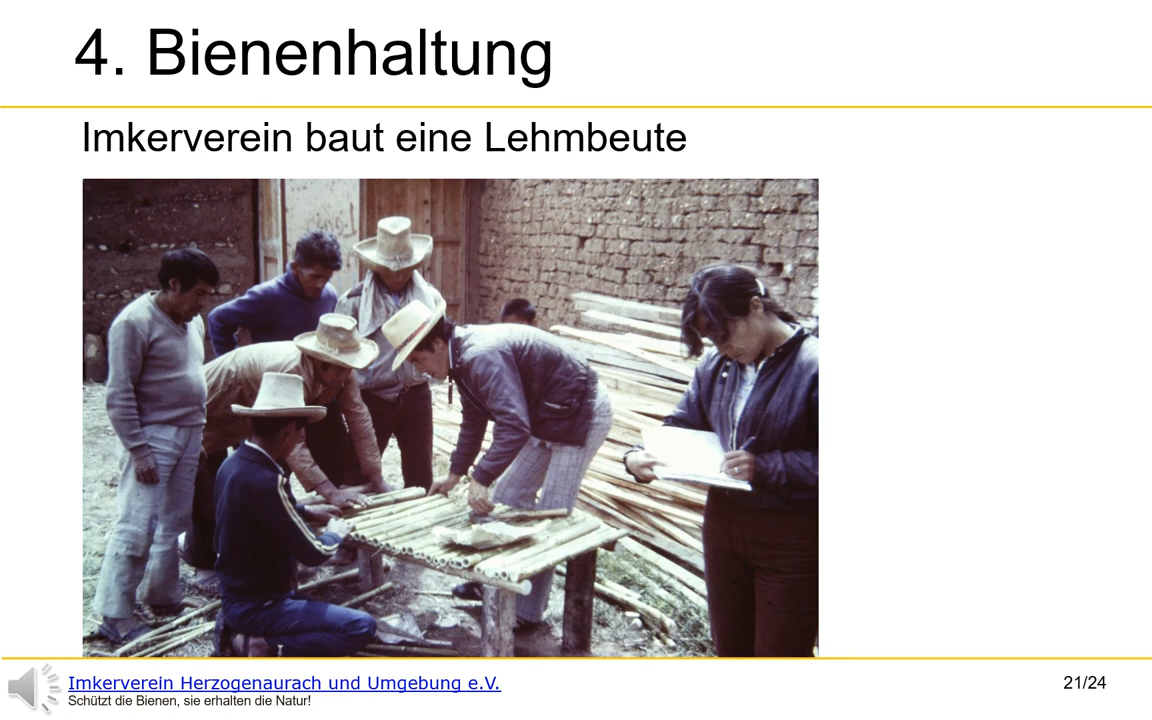 4. Bienenhaltung
Imkerverein baut eine Lehmbeute
Imkerverein Herzogenaurach und Umgebung e.V.
Schützt die Bienen, sie erhalten die Natur!
21/24